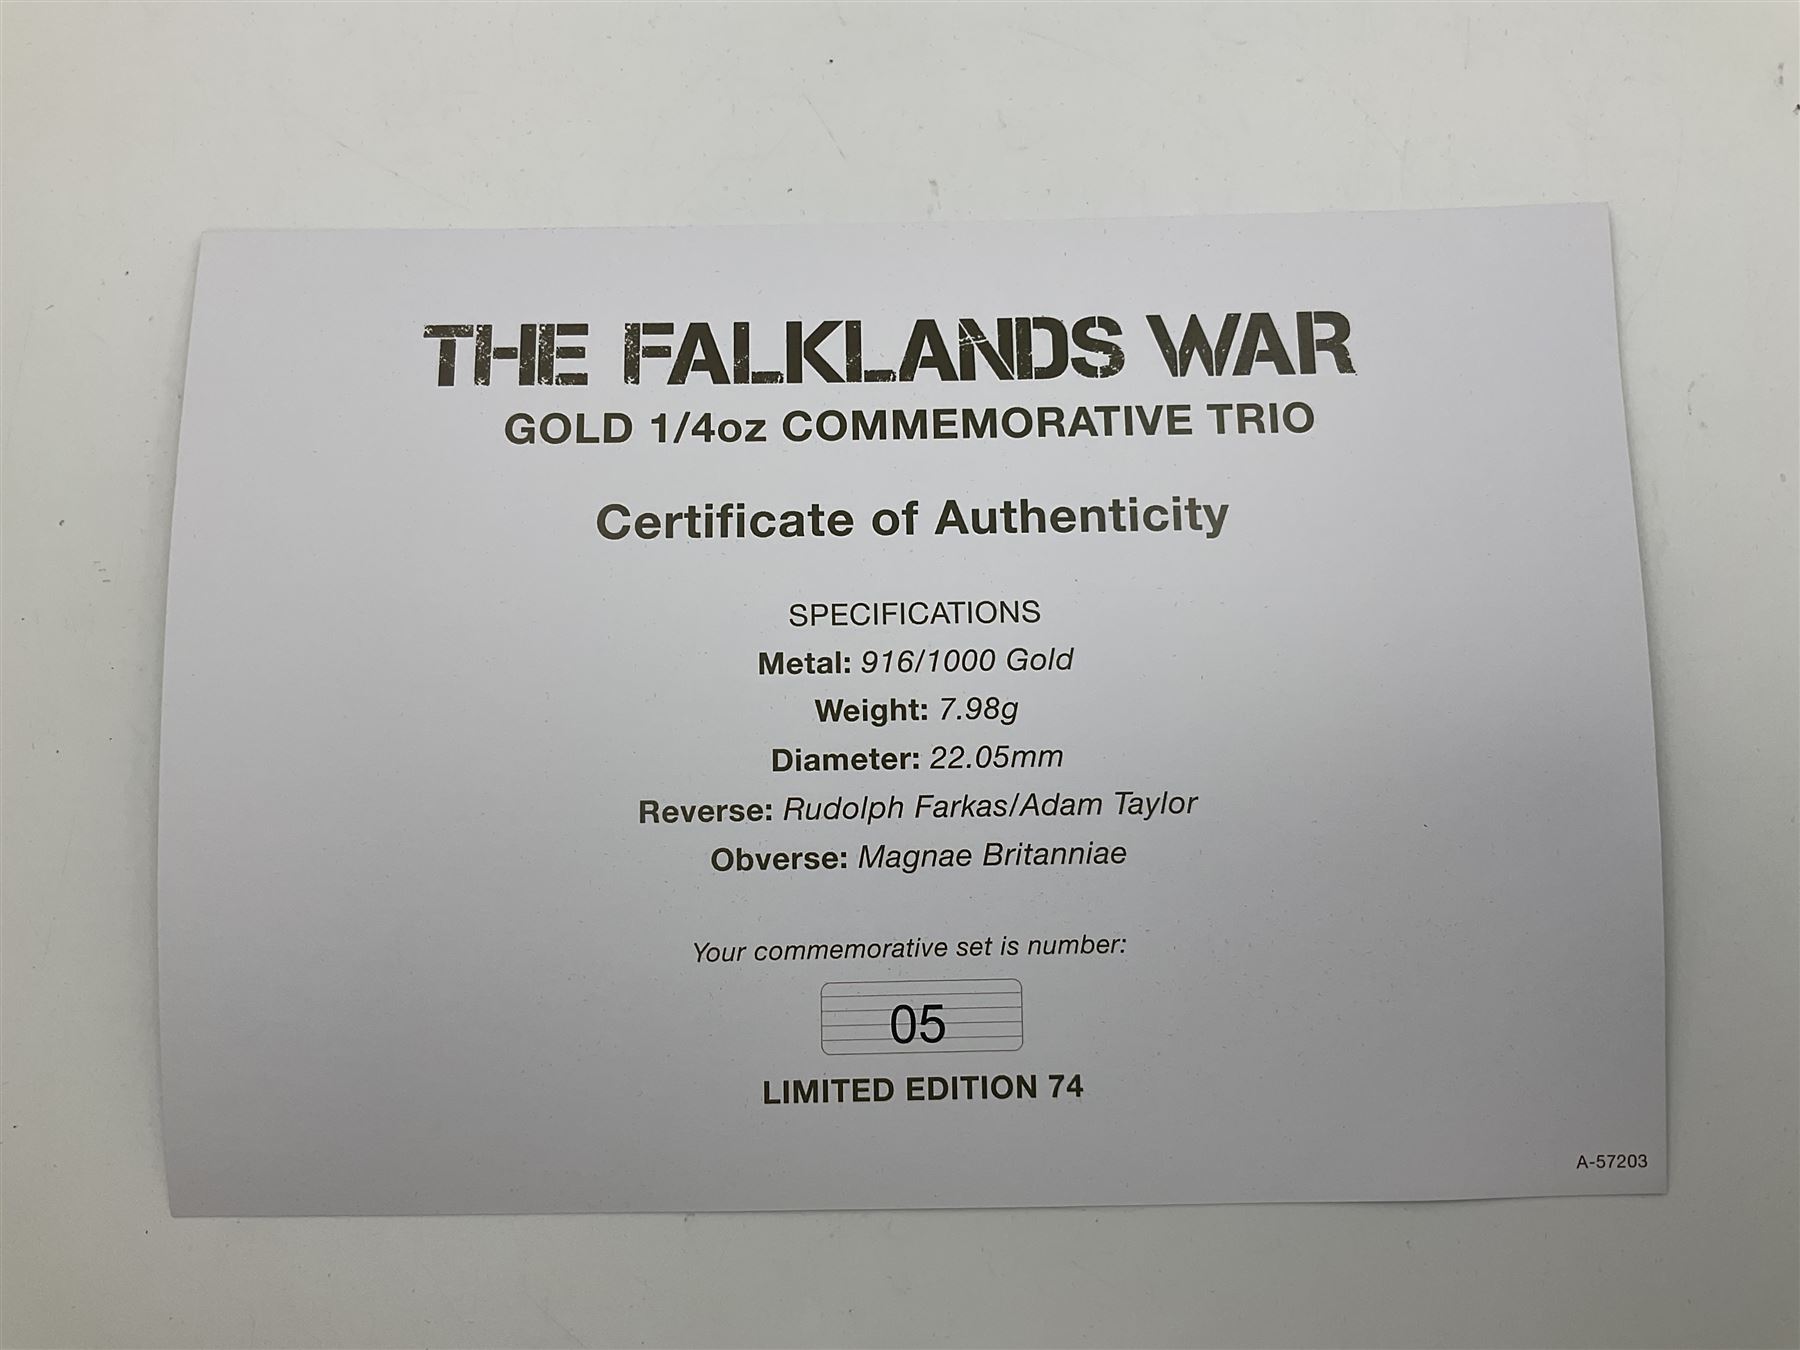 THE FALKLANDS WAR
GOLD 1/4oz COMMEMORATIVE TRIO
Certificate of Authenticity
SPECIFICATIONS
Metal: 916/1000 Gold
Weight: 7.98g
Diameter: 22.05mm
Reverse: Rudolph Farkas/Adam Taylor
Obverse: Magnae Britanniae
Your commemorative set is number:
05
LIMITED EDITION 74
A-57203